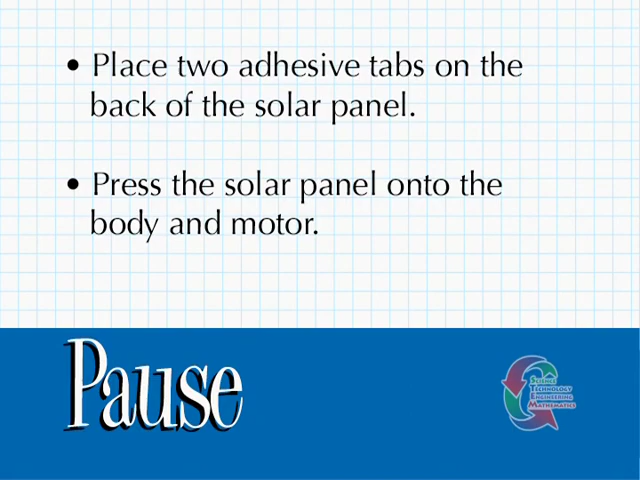 • Place two adhesive tabs on the
back of the solar panel.
• Press the solar panel onto the
body and motor.
Pause
Science
Technology
Engineering
Mathematics